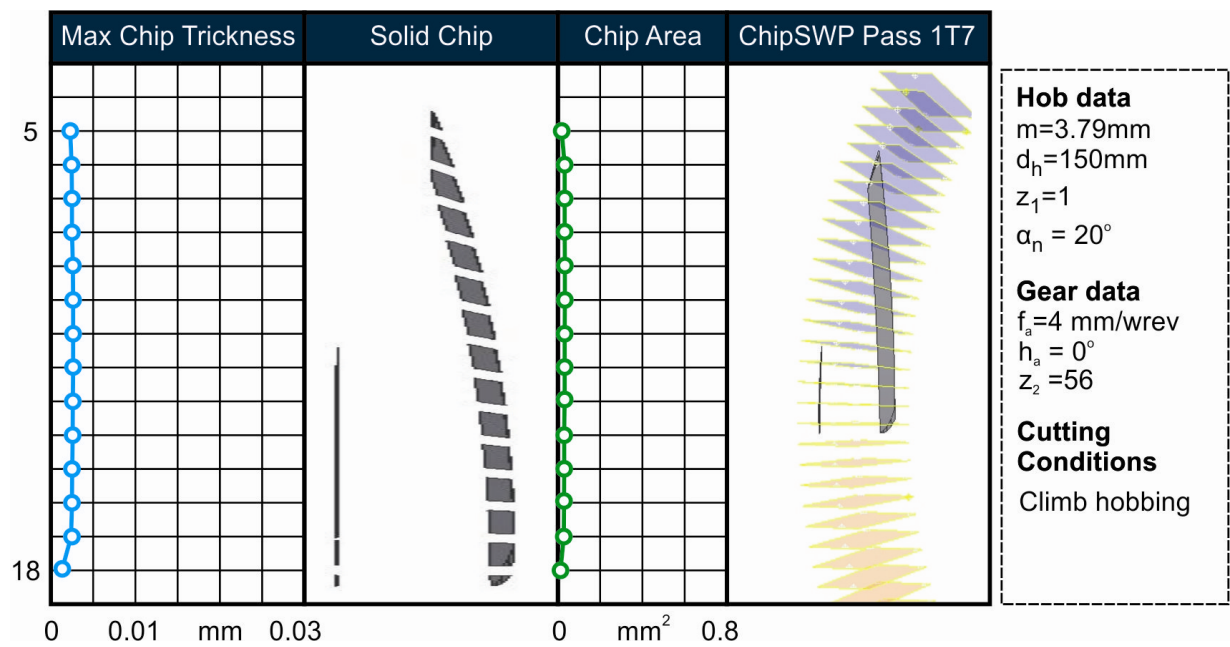 Max Chip Trickness
Solid Chip
Chip Area
ChipSWP Pass 1T7
5
18
0 0.01 mm 0.03
0 mm² 0.8
Hob data
m=3.79mm
dₕ=150mm
z₁=1
αₙ = 20°
Gear data
fₐ=4 mm/wrev
hₐ = 0°
z₂ =56
Cutting
Conditions
Climb hobbing